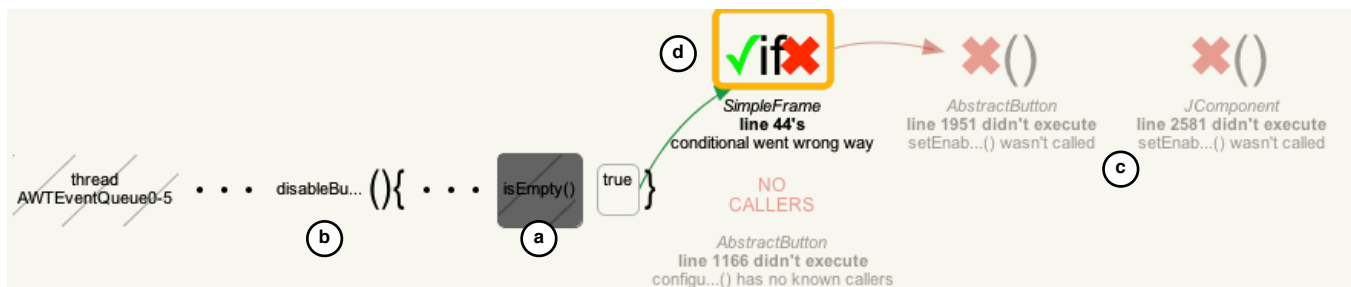 d
if
()
()
SimpleFrame
line 44's
conditional went wrong way
AbstractButton
line 1951 didn't execute
setEnab...() wasn't called
JComponent
line 2581 didn't execute
setEnab...() wasn't called
c
thread
AWTEventQueue0-5
• • •
disableBu... (){
• • •
isEmpty()
true }
b
a
NO
CALLERS
AbstractButton
line 1166 didn't execute
configu...() has no known callers